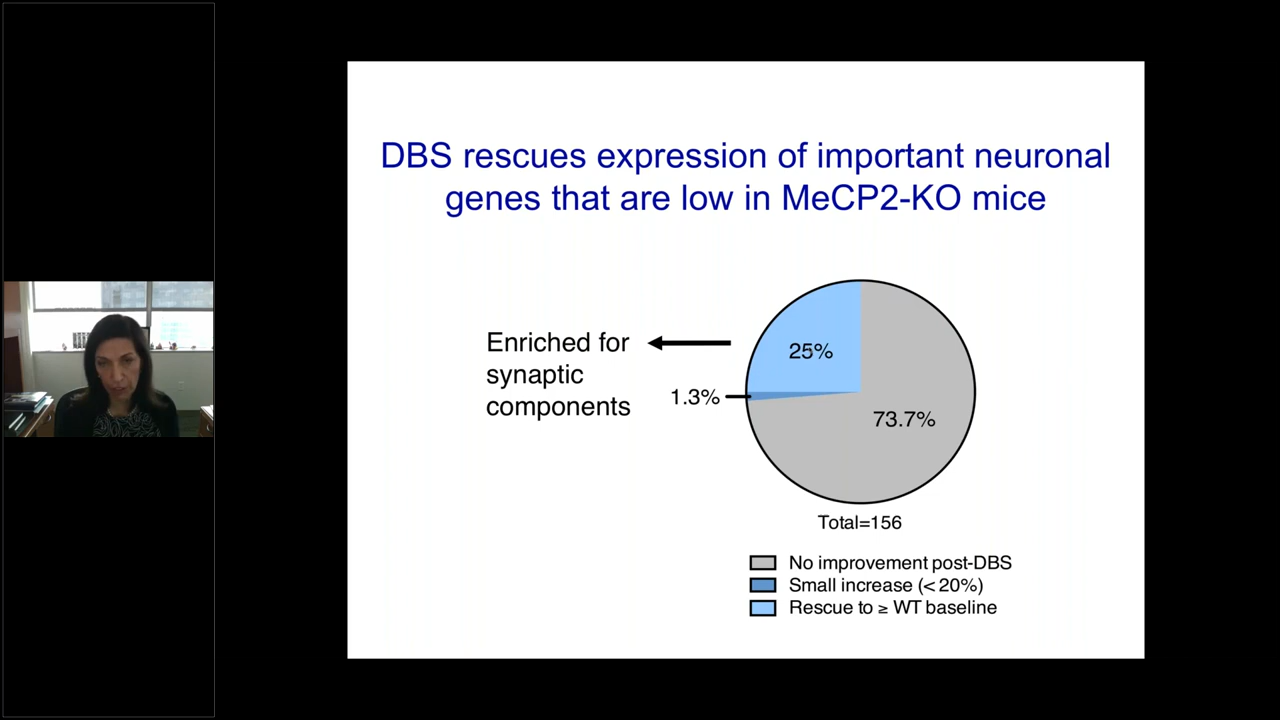 DBS rescues expression of important neuronal
genes that are low in MeCP2-KO mice
Enriched for
synaptic
components
25%
1.3%
73.7%
Total=156
No improvement post-DBS
Small increase (< 20%)
Rescue to ≥ WT baseline